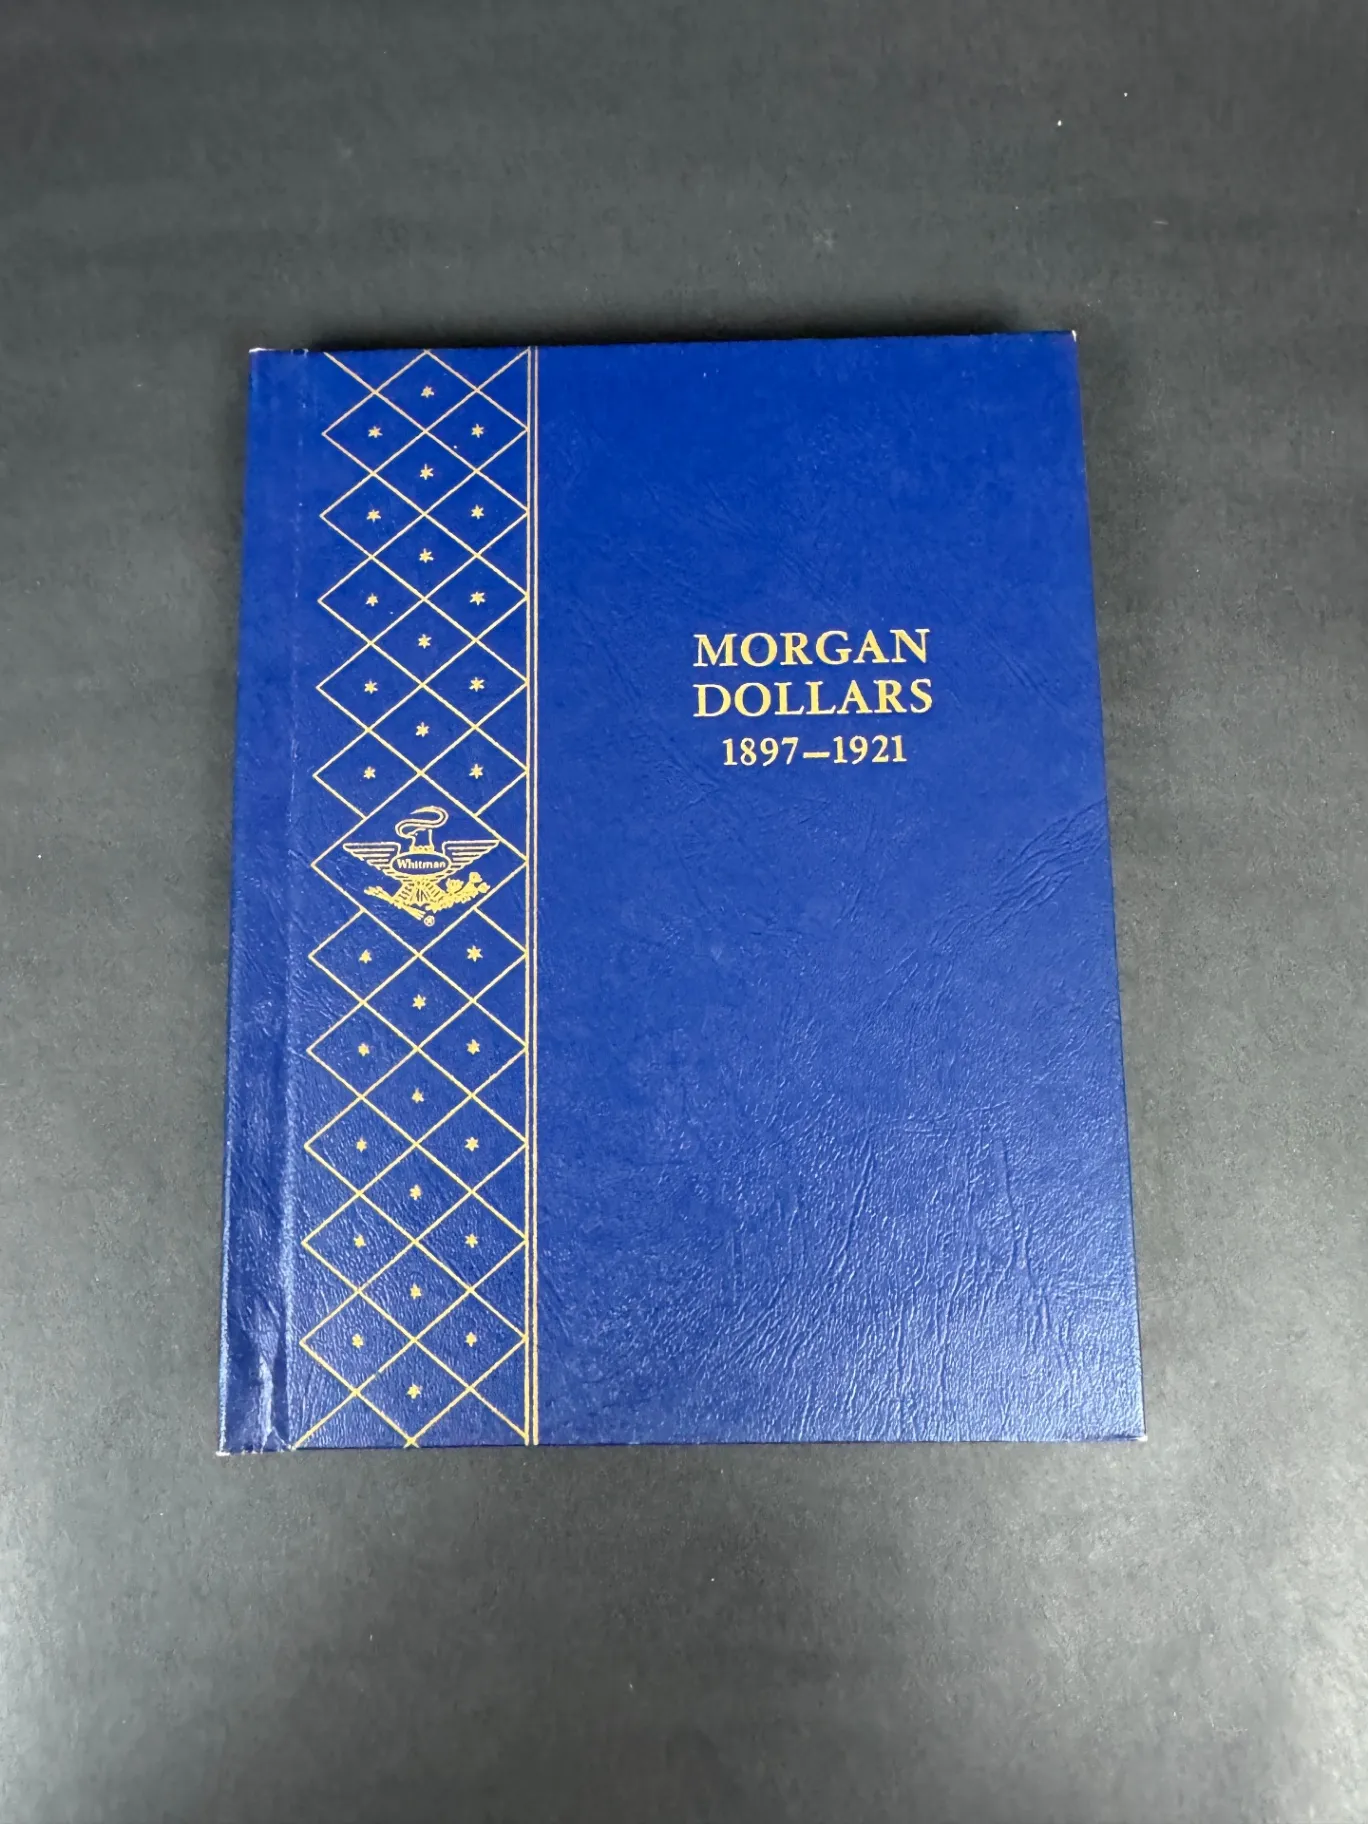 MORGAN
DOLLARS
1897–1921
Whitman
®